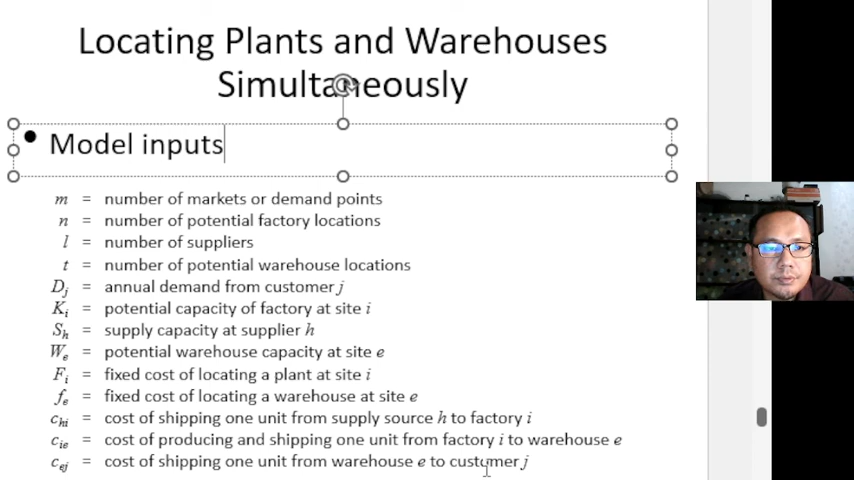 Locating Plants and Warehouses
Simultaneously
• Model inputs
m = number of markets or demand points
n = number of potential factory locations
l = number of suppliers
t = number of potential warehouse locations
Dj = annual demand from customer j
Ki = potential capacity of factory at site i
Sh = supply capacity at supplier h
We = potential warehouse capacity at site e
Fi = fixed cost of locating a plant at site i
fe = fixed cost of locating a warehouse at site e
chi = cost of shipping one unit from supply source h to factory i
cie = cost of producing and shipping one unit from factory i to warehouse e
cej = cost of shipping one unit from warehouse e to customer j